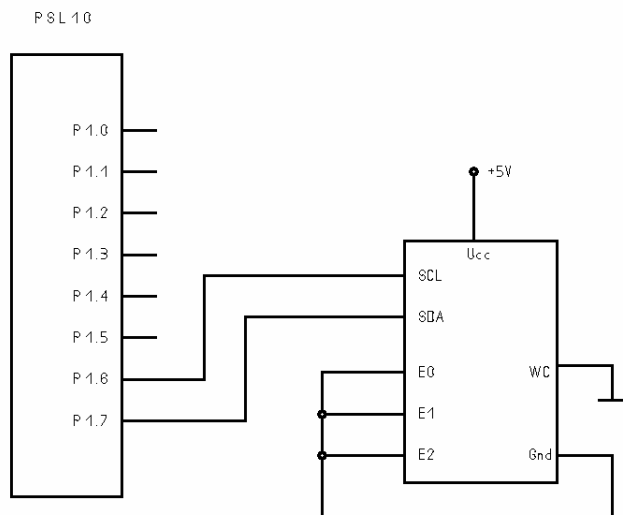 PSL10
P1.0
P1.1
P1.2
P1.3
P1.4
P1.5
P1.6
P1.7
+5V
Ucc
SCL
SDA
E0
E1
E2
WC
Gnd